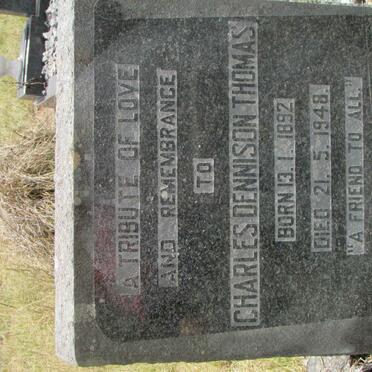 A TRIBUTE OF LOVE
AND REMEMBRANCE
TO
CHARLES DENNISON THOMAS
BORN 13.1.1892
DIED 21.5.1948.
"A FRIEND TO ALL"